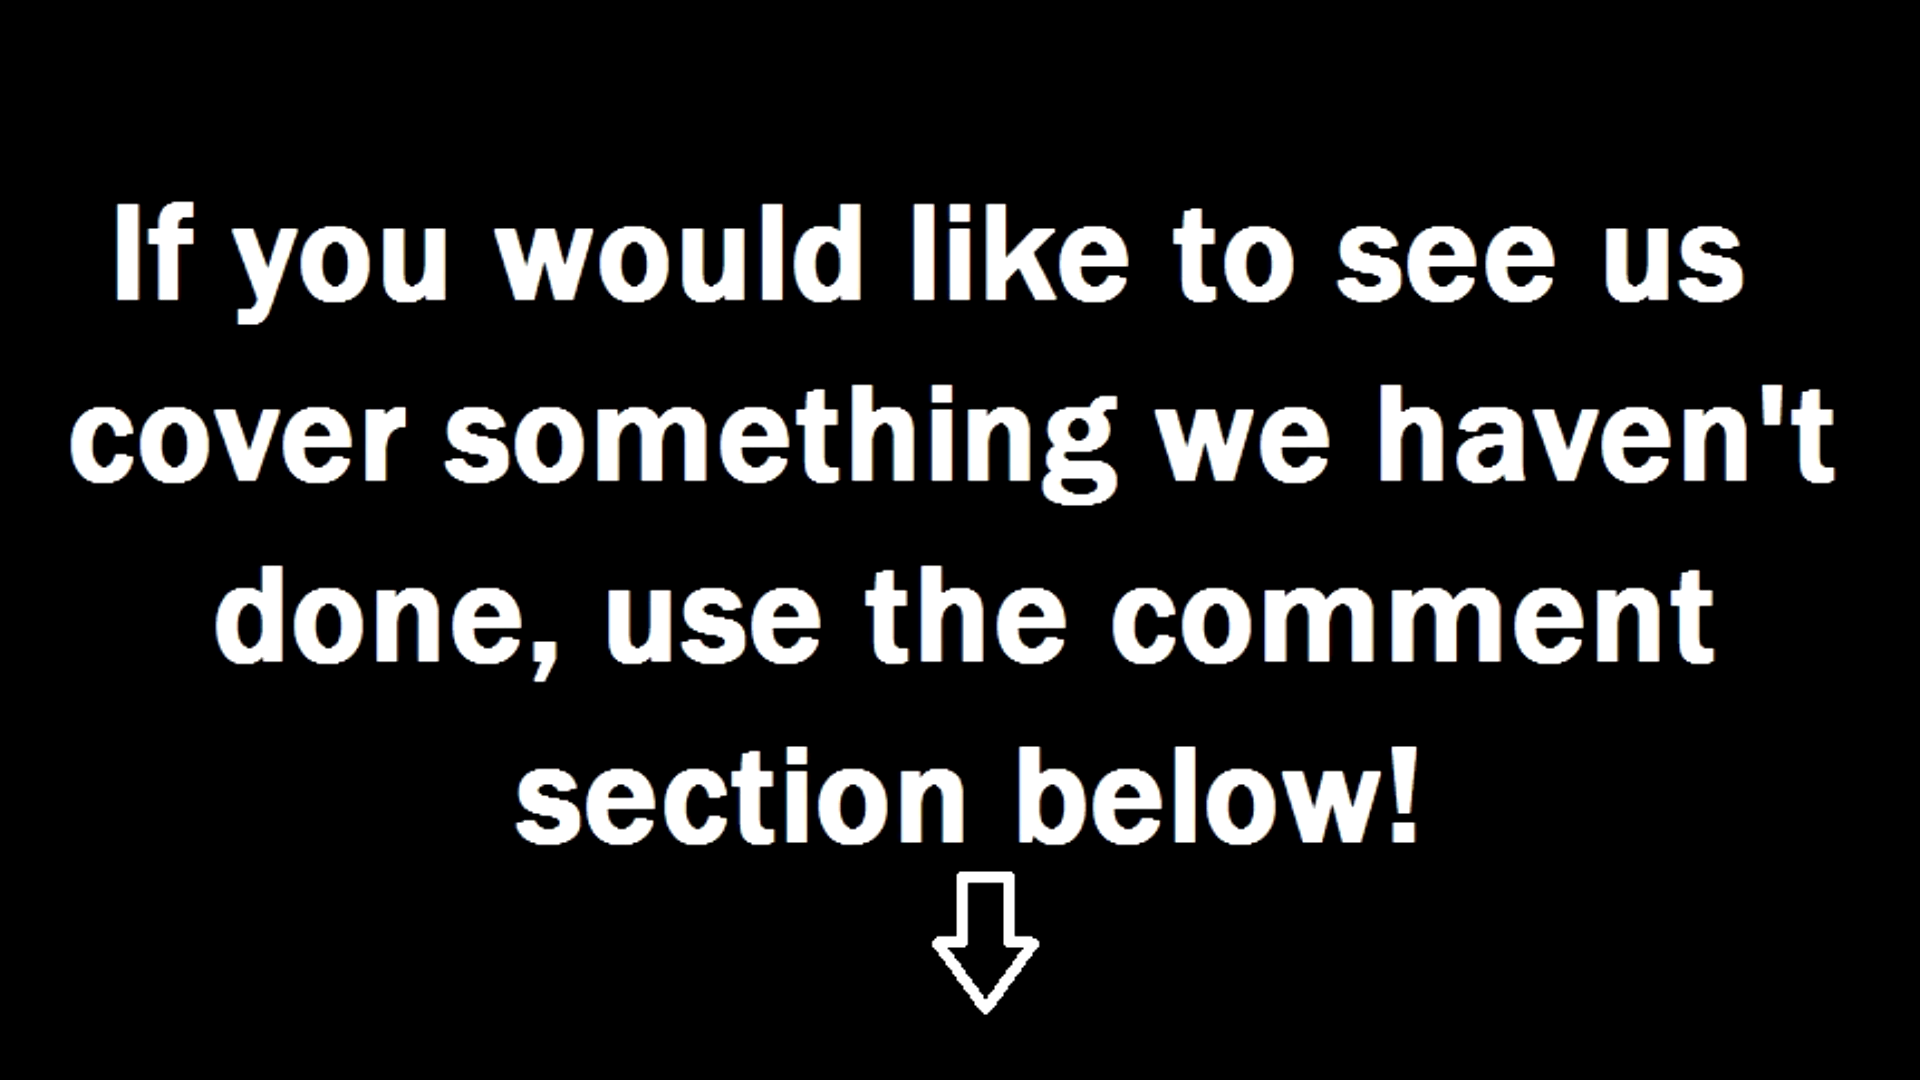 If you would like to see us
cover something we haven't
done, use the comment
section below!